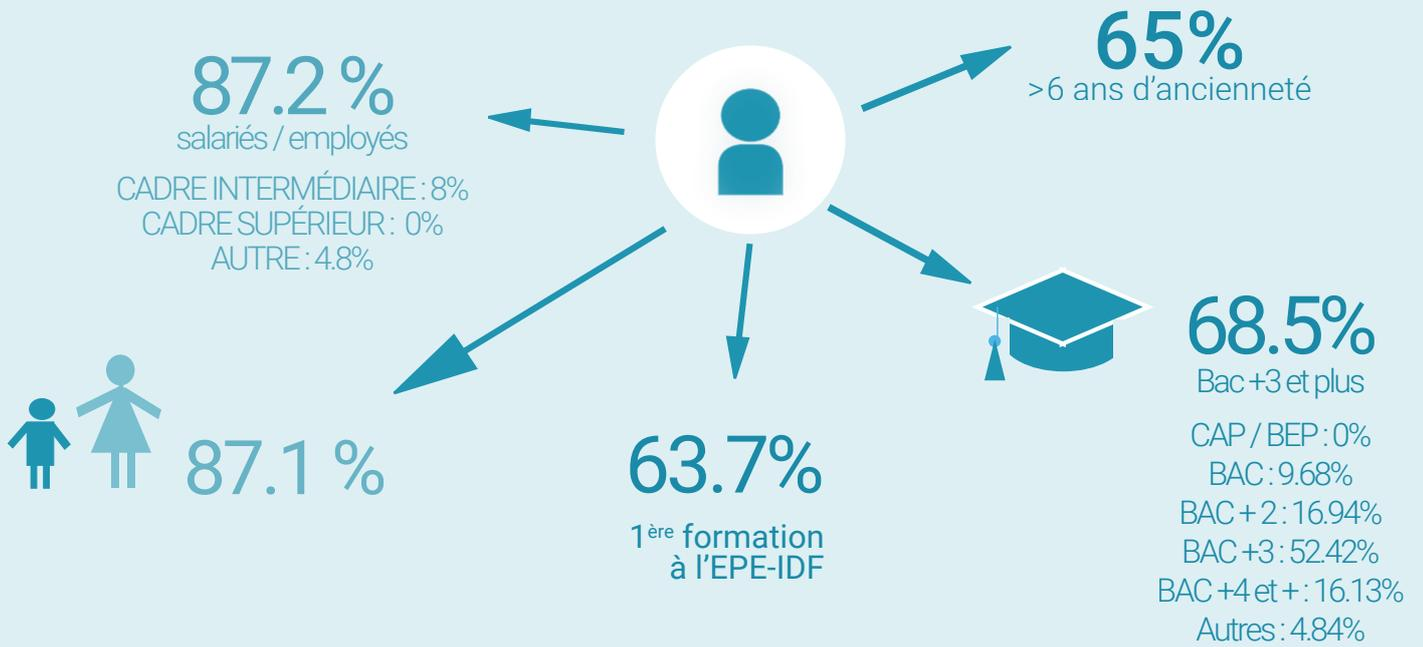 87.2 %
salariés / employés
CADRE INTERMÉDIAIRE : 8%
CADRE SUPÉRIEUR : 0%
AUTRE : 4.8%
65%
>6 ans d'ancienneté
68.5%
Bac +3 et plus
CAP / BEP : 0%
BAC : 9.68%
BAC + 2 : 16.94%
BAC +3 : 52.42%
BAC +4 et + : 16.13%
Autres : 4.84%
63.7%
1ère formation
à l'EPE-IDF
87.1 %